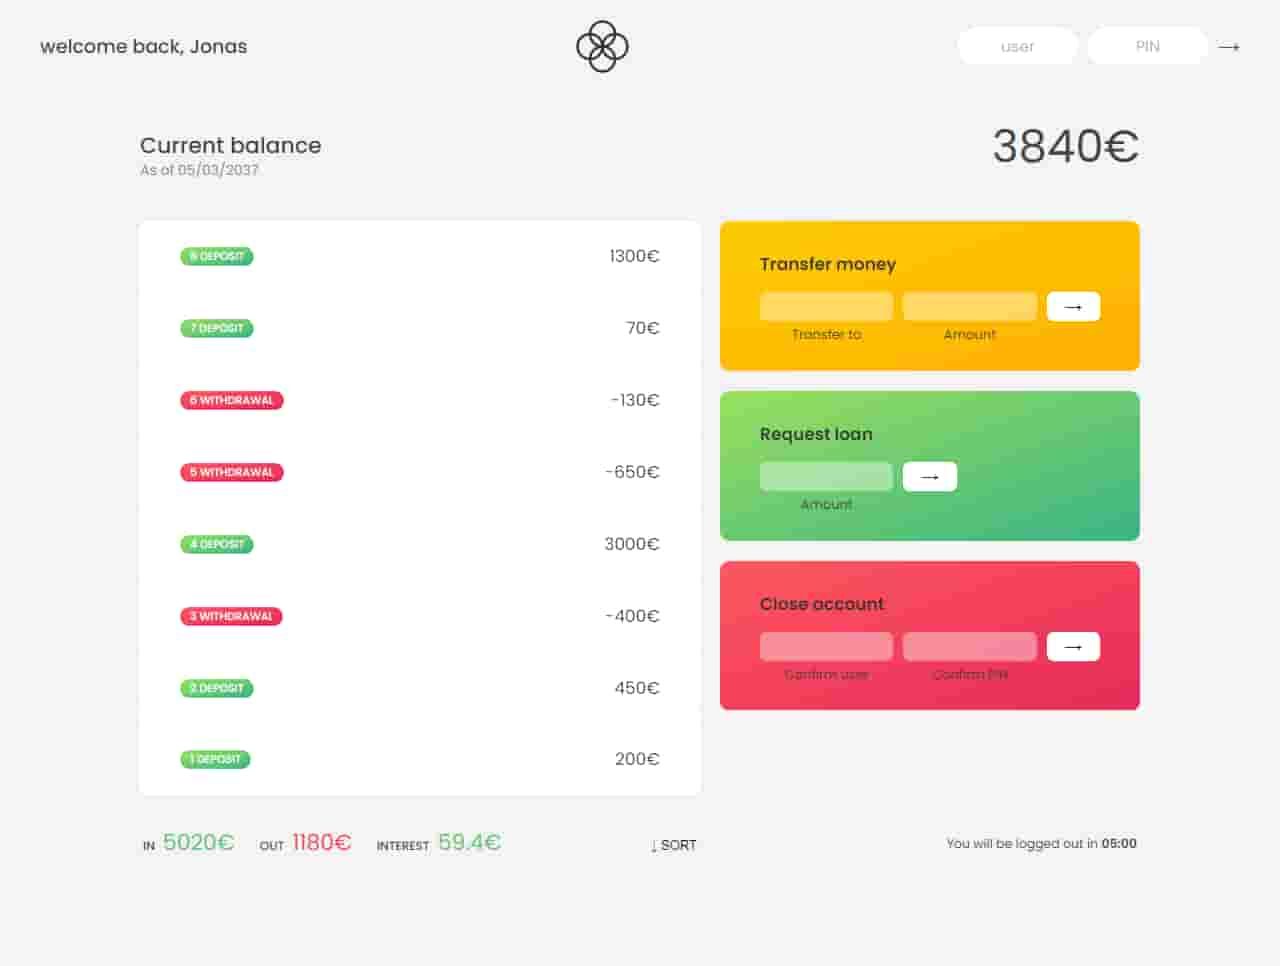 welcome back, Jonas
user PIN →
Current balance
As of 05/03/2037
3840€
8 DEPOSIT 1300€
7 DEPOSIT 70€
6 WITHDRAWAL -130€
5 WITHDRAWAL -650€
4 DEPOSIT 3000€
3 WITHDRAWAL -400€
2 DEPOSIT 450€
1 DEPOSIT 200€
Transfer money
→
Transfer to Amount
Request loan
→
Amount
Close account
→
Confirm user Confirm PIN
IN 5020€ OUT 1180€ INTEREST 59.4€ ↓ SORT
You will be logged out in 05:00